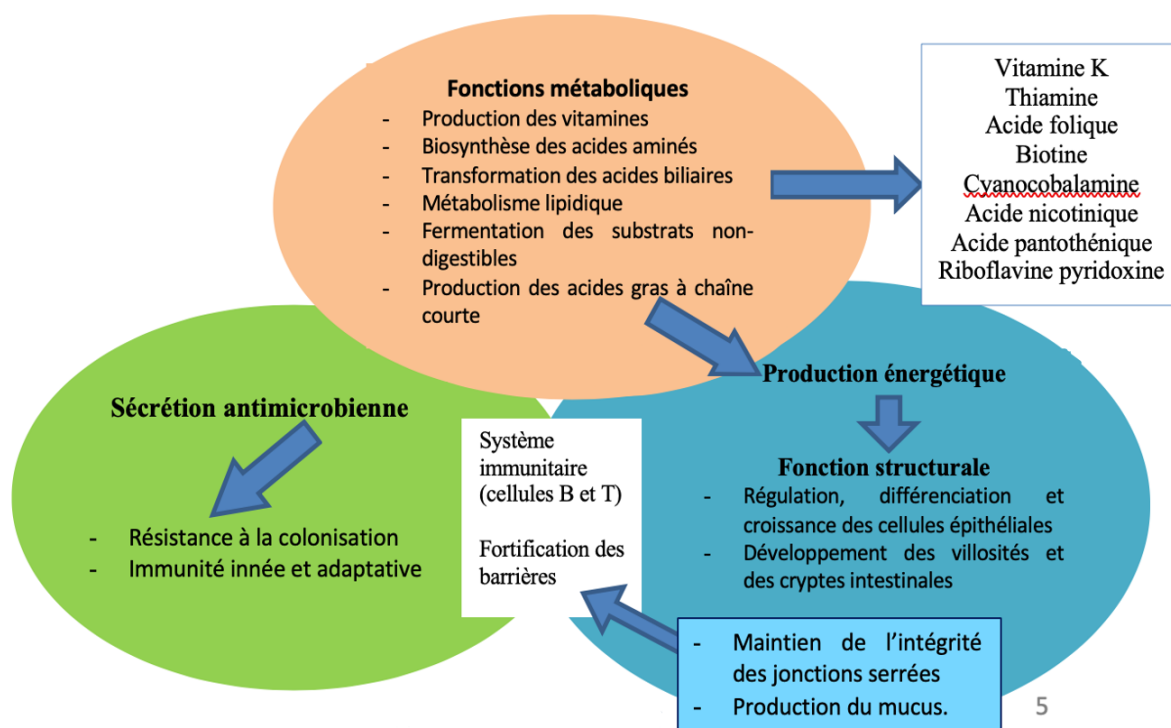 Fonctions métaboliques
- Production des vitamines
- Biosynthèse des acides aminés
- Transformation des acides biliaires
- Métabolisme lipidique
- Fermentation des substrats non-
digestibles
- Production des acides gras à chaîne
courte
Vitamine K
Thiamine
Acide folique
Biotine
Cyanocobalamine
Acide nicotinique
Acide pantothénique
Riboflavine pyridoxine
Sécrétion antimicrobienne
- Résistance à la colonisation
- Immunité innée et adaptative
Système
immunitaire
(cellules B et T)
Fortification des
barrières
Production énergétique
Fonction structurale
- Régulation, différenciation et
croissance des cellules épithéliales
- Développement des villosités et
des cryptes intestinales
- Maintien de l'intégrité
des jonctions serrées
- Production du mucus.
5